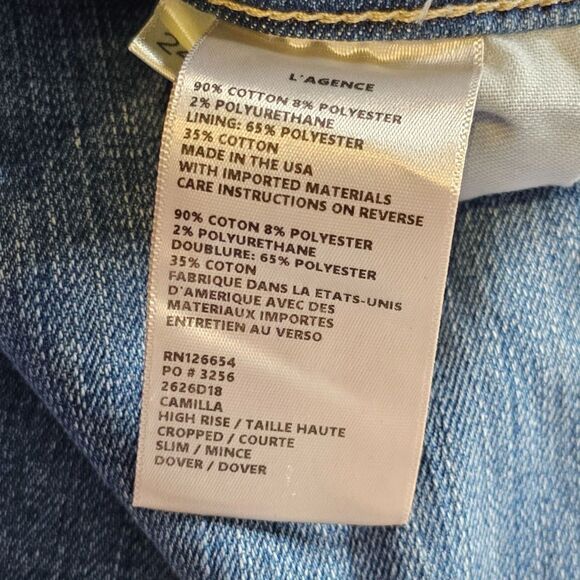 24
L'AGENCE
90% COTTON 8% POLYESTER
2% POLYURETHANE
LINING: 65% POLYESTER
35% COTTON
MADE IN THE USA
WITH IMPORTED MATERIALS
CARE INSTRUCTIONS ON REVERSE
90% COTON 8% POLYESTER
2% POLYURETHANE
DOUBLURE: 65% POLYESTER
35% COTON
FABRIQUE DANS LA ETATS-UNIS
D'AMERIQUE AVEC DES
MATERIAUX IMPORTES
ENTRETIEN AU VERSO
RN126654
PO # 3256
2626D18
CAMILLA
HIGH RISE / TAILLE HAUTE
CROPPED / COURTE
SLIM / MINCE
DOVER / DOVER